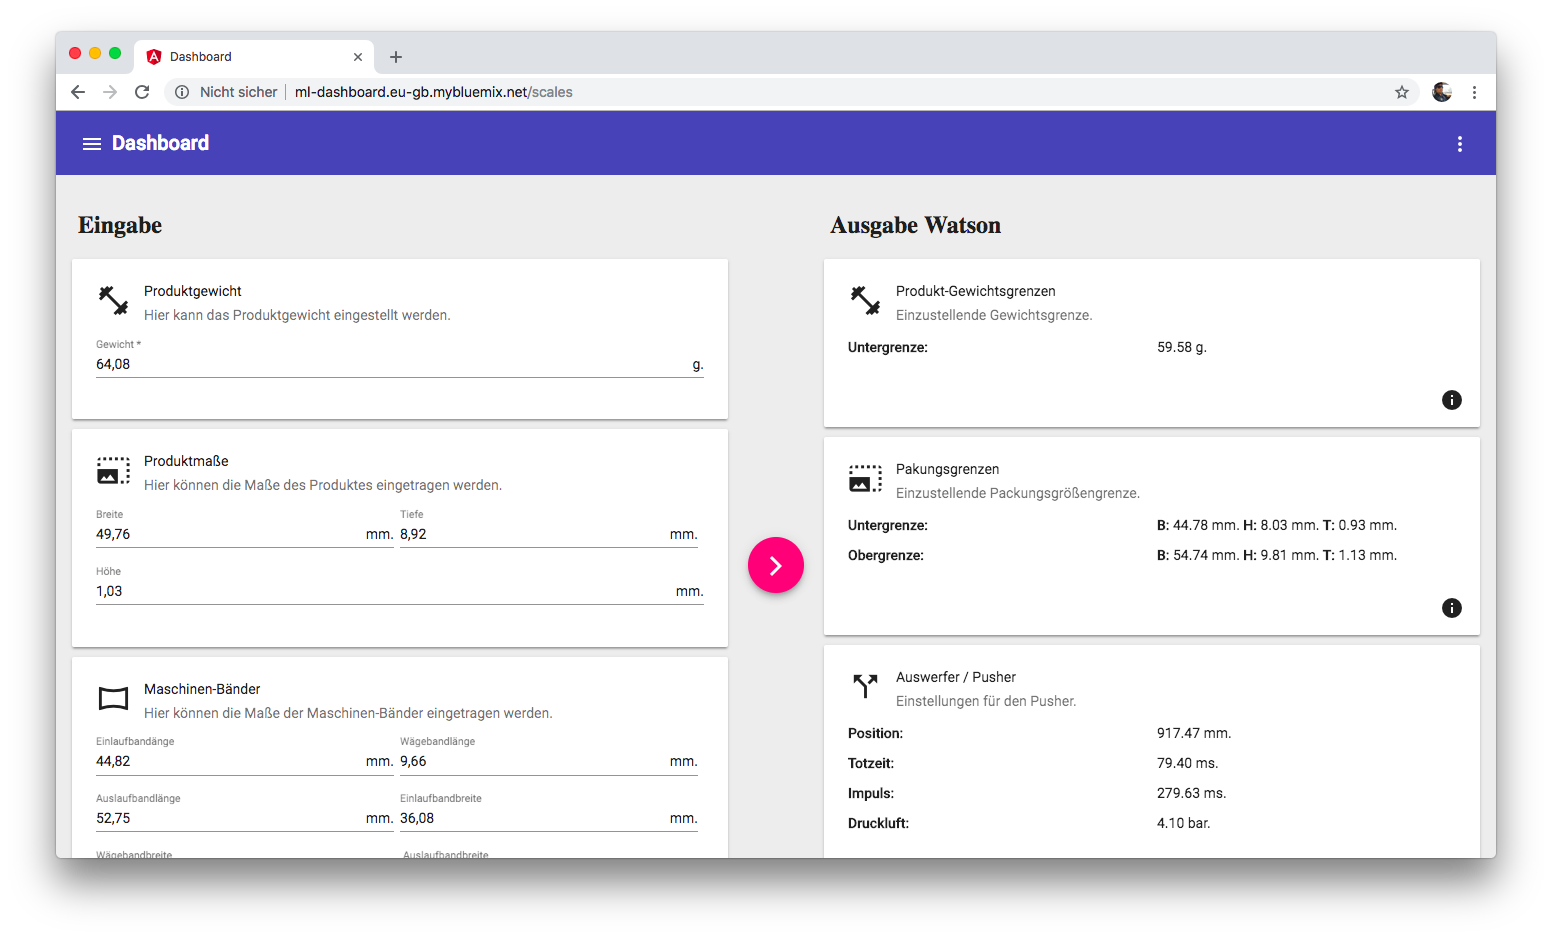 Dashboard
Nicht sicher ml-dashboard.eu-gb.mybluemix.net/scales
Dashboard
Eingabe
Produktgewicht
Hier kann das Produktgewicht eingestellt werden.
Gewicht *
64,08 g.
Produktmaße
Hier können die Maße des Produktes eingetragen werden.
Breite Tiefe
49,76 mm. 8,92 mm.
Höhe
1,03 mm.
Maschinen-Bänder
Hier können die Maße der Maschinen-Bänder eingetragen werden.
Einlaufbandänge Wägebandlänge
44,82 mm. 9,66 mm.
Auslaufbandlänge Einlaufbandbreite
52,75 mm. 36,08 mm.
Wägebandbreite Auslaufbandbreite
Ausgabe Watson
Produkt-Gewichtsgrenzen
Einzustellende Gewichtsgrenze.
Untergrenze: 59.58 g.
Pakungsgrenzen
Einzustellende Packungsgrößengrenze.
Untergrenze: B: 44.78 mm. H: 8.03 mm. T: 0.93 mm.
Obergrenze: B: 54.74 mm. H: 9.81 mm. T: 1.13 mm.
Auswerfer / Pusher
Einstellungen für den Pusher.
Position: 917.47 mm.
Totzeit: 79.40 ms.
Impuls: 279.63 ms.
Druckluft: 4.10 bar.